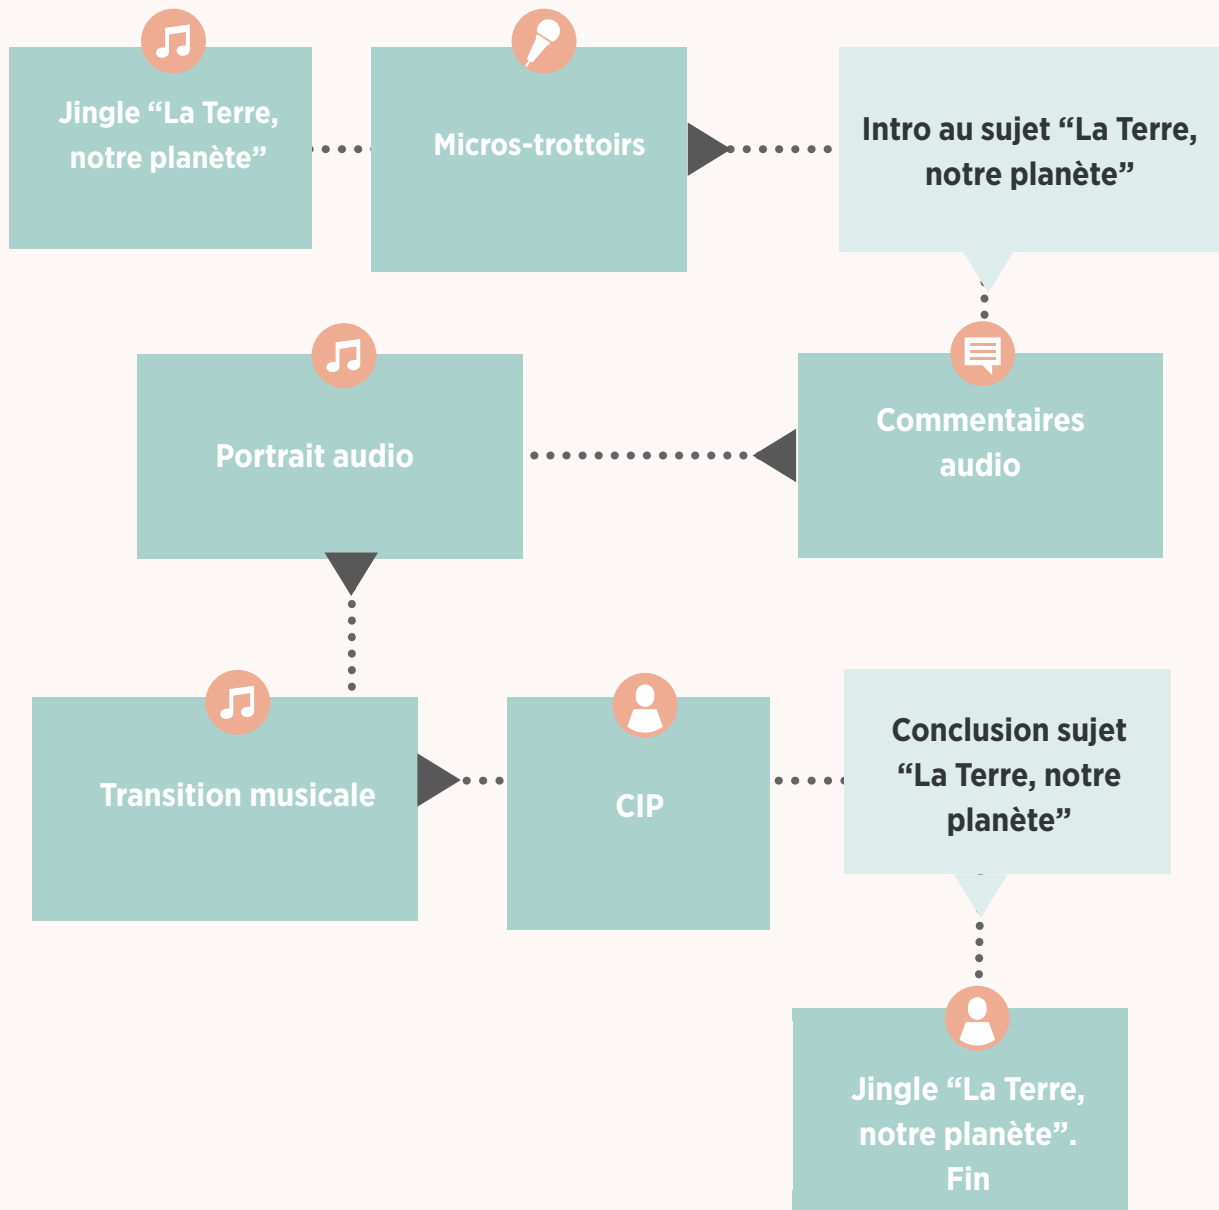 Jingle “La Terre,
notre planète”
Micros-trottoirs
Intro au sujet “La Terre,
notre planète”
Commentaires
audio
Portrait audio
Transition musicale
CIP
Conclusion sujet
“La Terre, notre
planète”
Jingle “La Terre,
notre planète”.
Fin